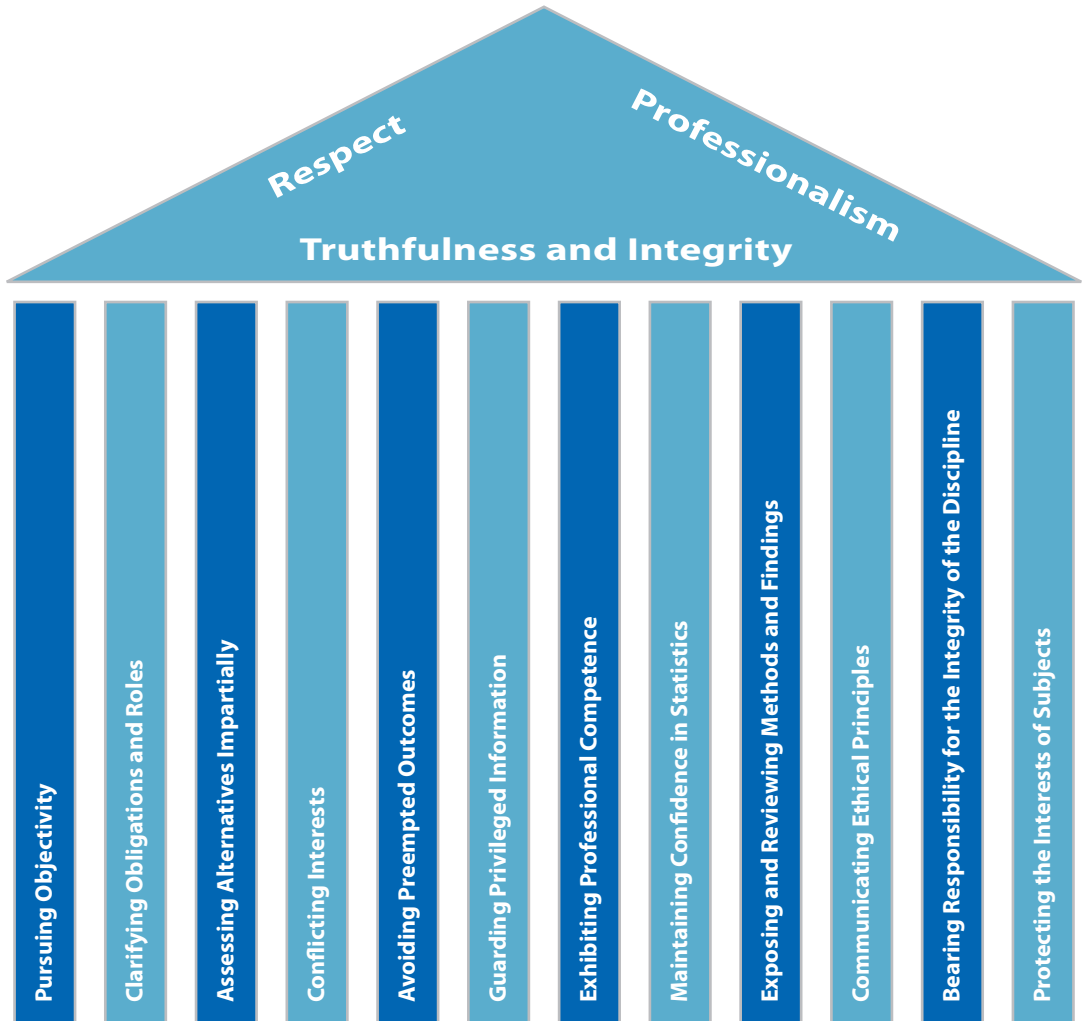 Respect
Professionalism
Truthfulness and Integrity
Pursuing Objectivity
Clarifying Obligations and Roles
Assessing Alternatives Impartially
Conflicting Interests
Avoiding Preempted Outcomes
Guarding Privileged Information
Exhibiting Professional Competence
Maintaining Confidence in Statistics
Exposing and Reviewing Methods and Findings
Communicating Ethical Principles
Bearing Responsibility for the Integrity of the Discipline
Protecting the Interests of Subjects